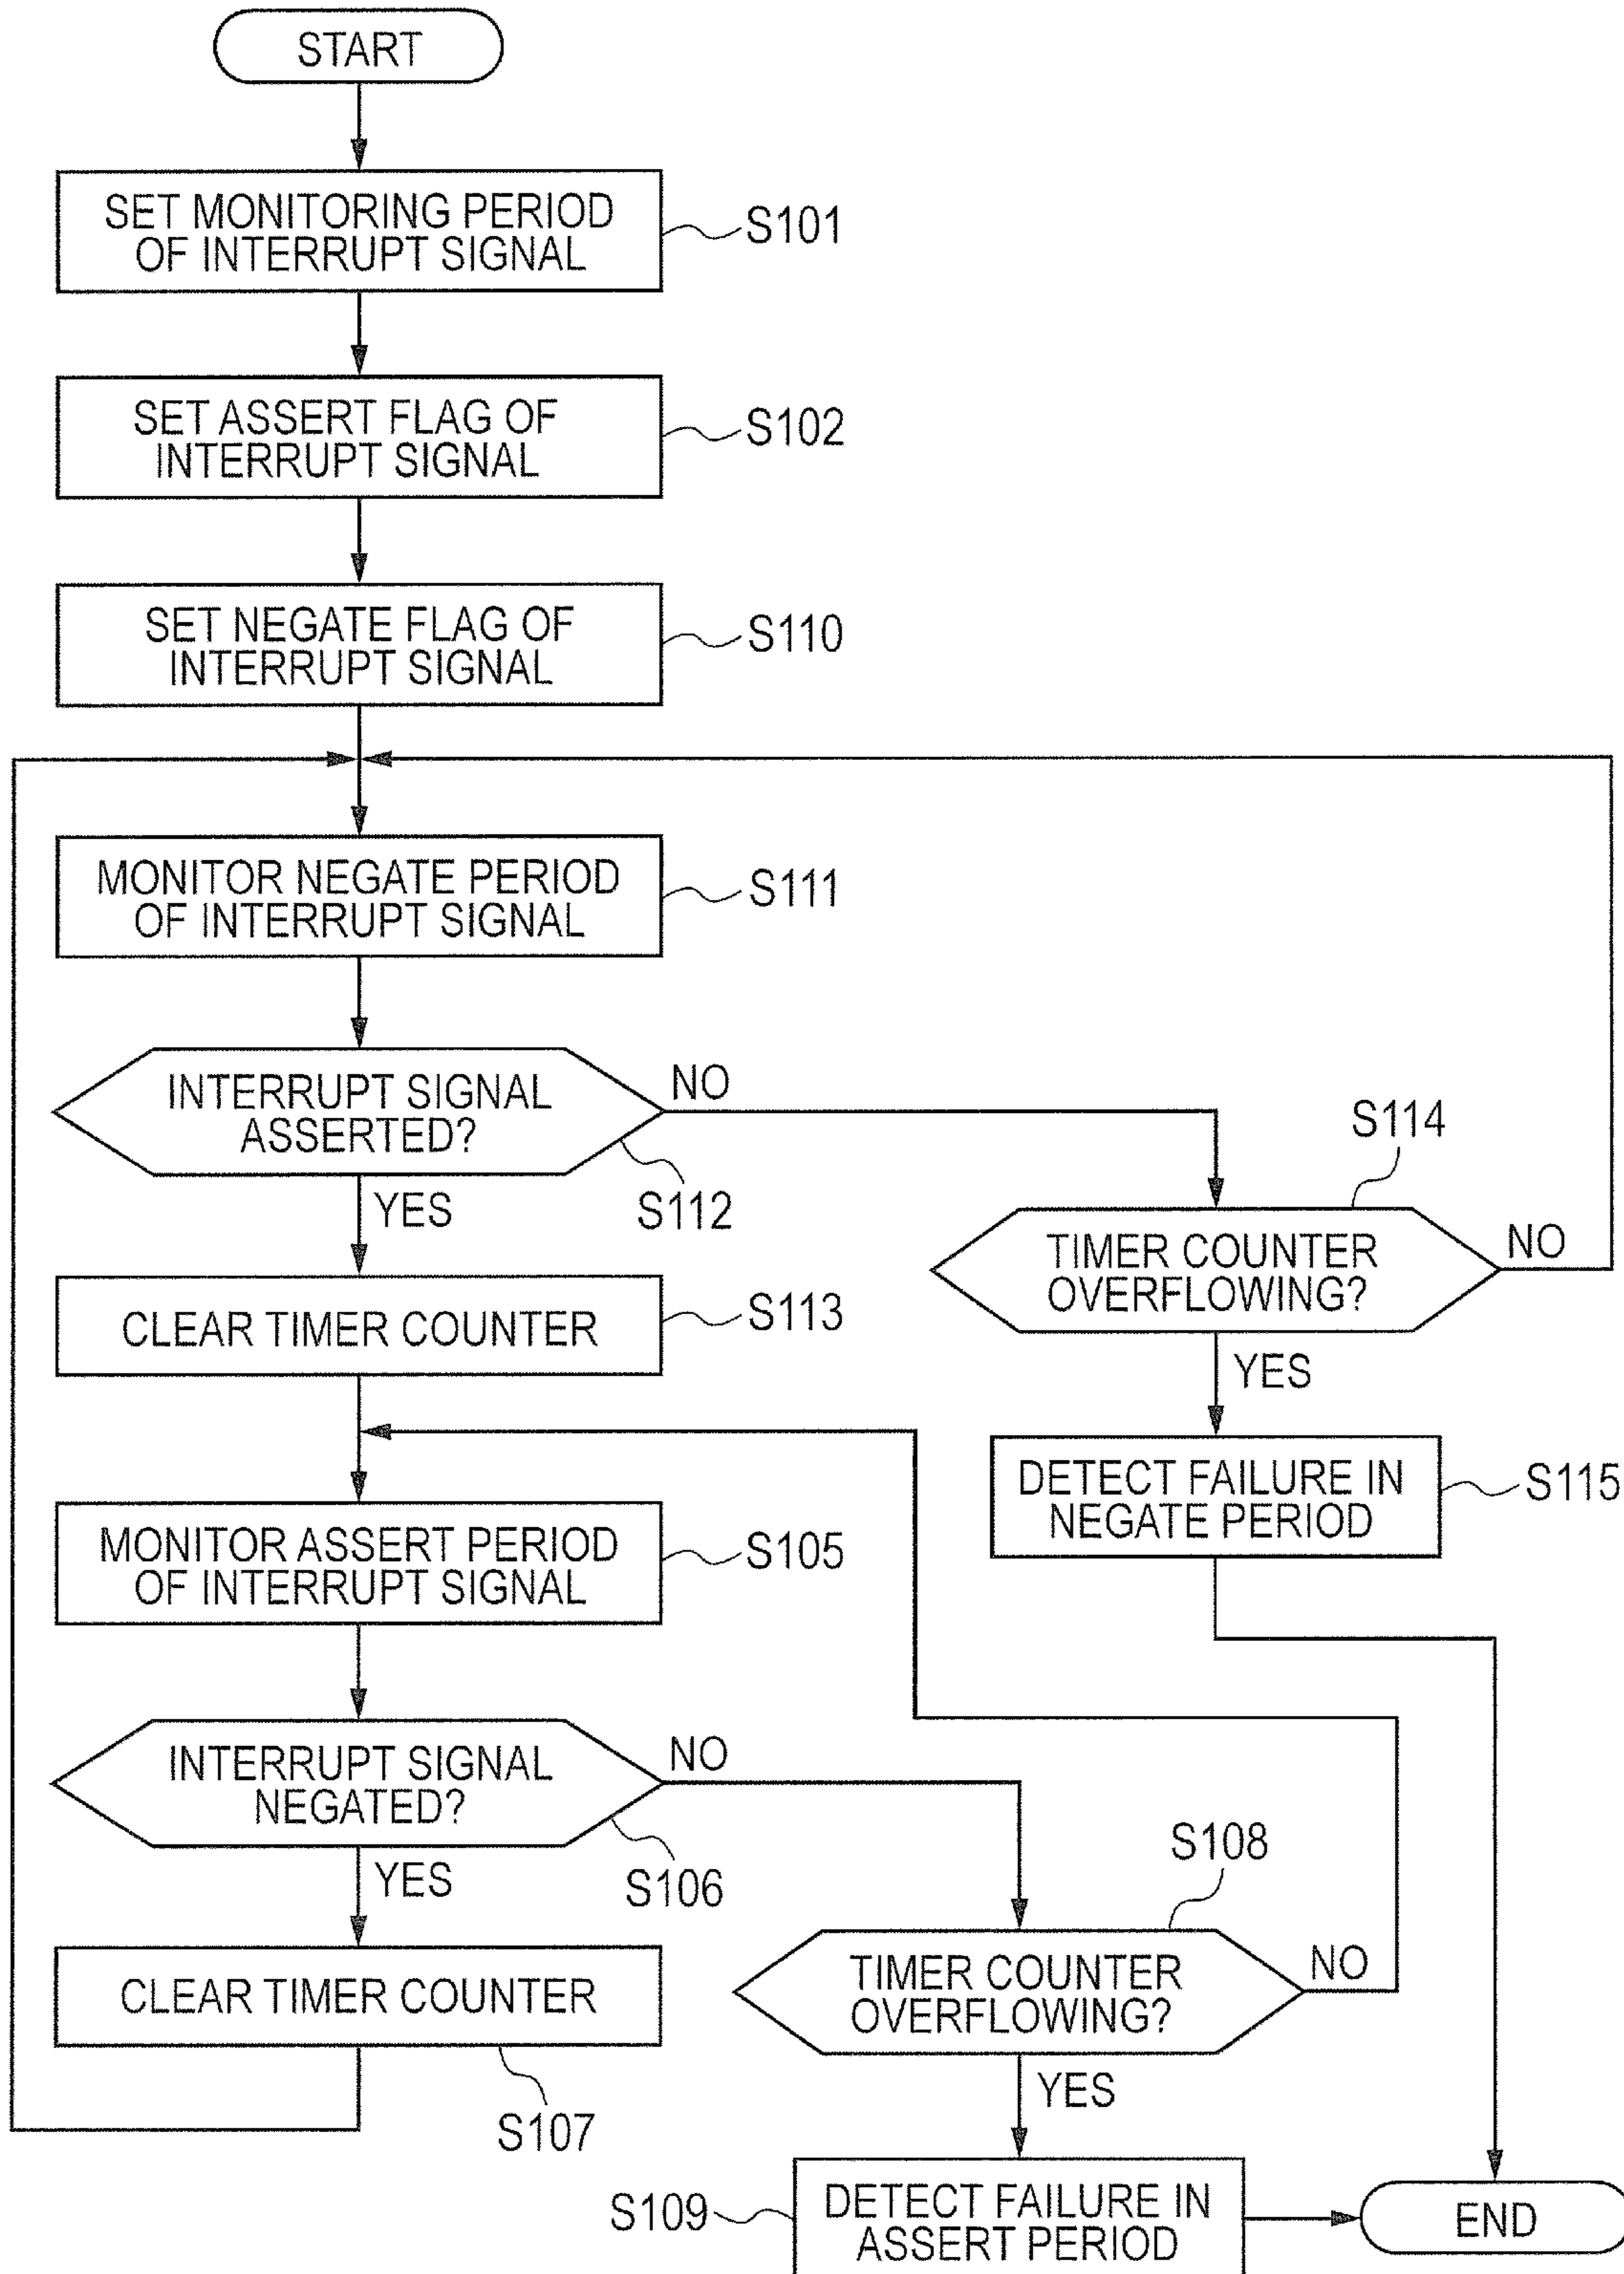 START
SET MONITORING PERIOD
OF INTERRUPT SIGNAL
S101
SET ASSERT FLAG OF
INTERRUPT SIGNAL
S102
SET NEGATE FLAG OF
INTERRUPT SIGNAL
S110
MONITOR NEGATE PERIOD
OF INTERRUPT SIGNAL
S111
INTERRUPT SIGNAL
ASSERTED?
NO
S112
YES
S114
TIMER COUNTER
OVERFLOWING?
NO
YES
CLEAR TIMER COUNTER
S113
DETECT FAILURE IN
NEGATE PERIOD
S115
MONITOR ASSERT PERIOD
OF INTERRUPT SIGNAL
S105
INTERRUPT SIGNAL
NEGATED?
NO
S106
YES
S108
TIMER COUNTER
OVERFLOWING?
NO
YES
CLEAR TIMER COUNTER
S107
S109
DETECT FAILURE IN
ASSERT PERIOD
END